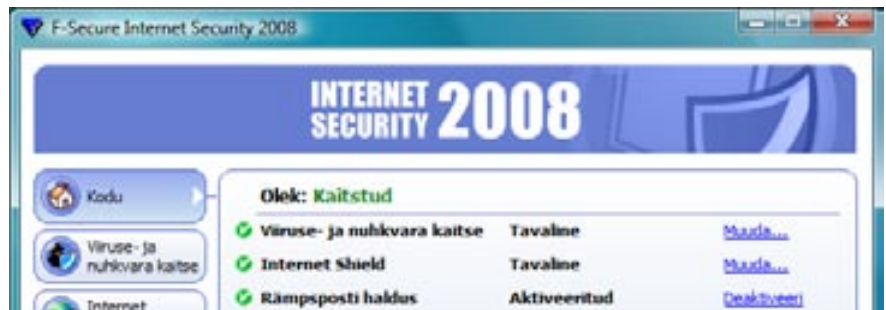 F-Secure Internet Security 2008
INTERNET
SECURITY 2008
Kodu
Olek: Kaitstud
Viiruse- ja nuhkvara kaitse Tavaline Muuda...
Viiruse- ja
nuhkvara kaitse
Internet Shield Tavaline Muuda...
Internet
Rämpsposti haldus Aktiveeritud Deaktiveeri